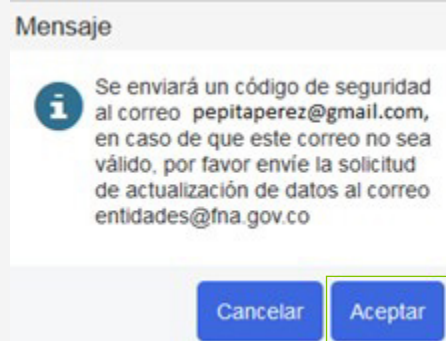 Mensaje
Se enviará un código de seguridad
al correo pepitaperez@gmail.com,
en caso de que este correo no sea
válido, por favor envíe la solicitud
de actualización de datos al correo
entidades@fna.gov.co
Cancelar Aceptar